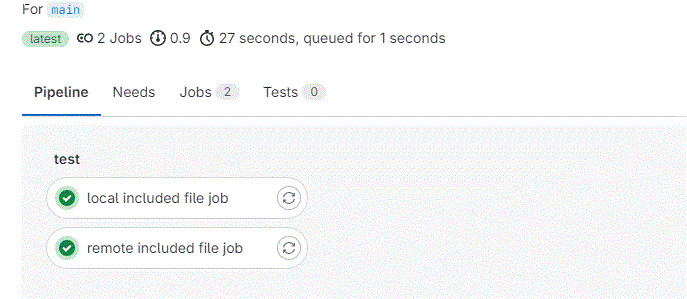 For main
latest 2 Jobs 0.9 27 seconds, queued for 1 seconds
Pipeline Needs Jobs 2 Tests 0
test
local included file job
remote included file job